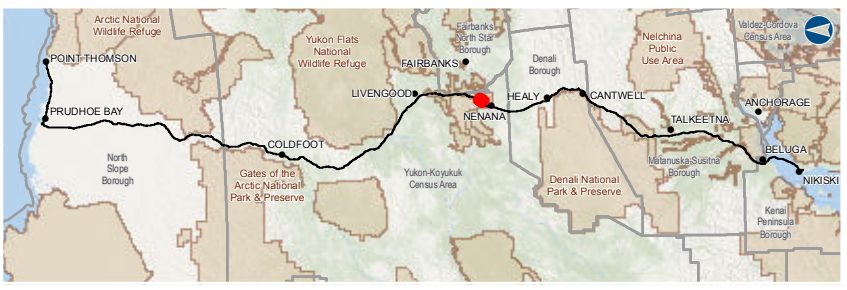 Arctic National
Wildlife Refuge
POINT THOMSON
PRUDHOE BAY
North
Slope
Borough
COLDFOOT
Gates of the
Arctic National
Park & Preserve
Yukon Flats
National
Wildlife Refuge
LIVENGOOD
FAIRBANKS
Fairbanks
North Star
Borough
NENANA
Yukon-Koyukuk
Census Area
Denali
Borough
HEALY
CANTWELL
Denali National
Park & Preserve
Nelchina
Public
Use Area
TALKEETNA
Matanuska-Susitna
Borough
Valdez-Cordova
Census Area
ANCHORAGE
BELUGA
NIKISKI
Kenai
Peninsula
Borough